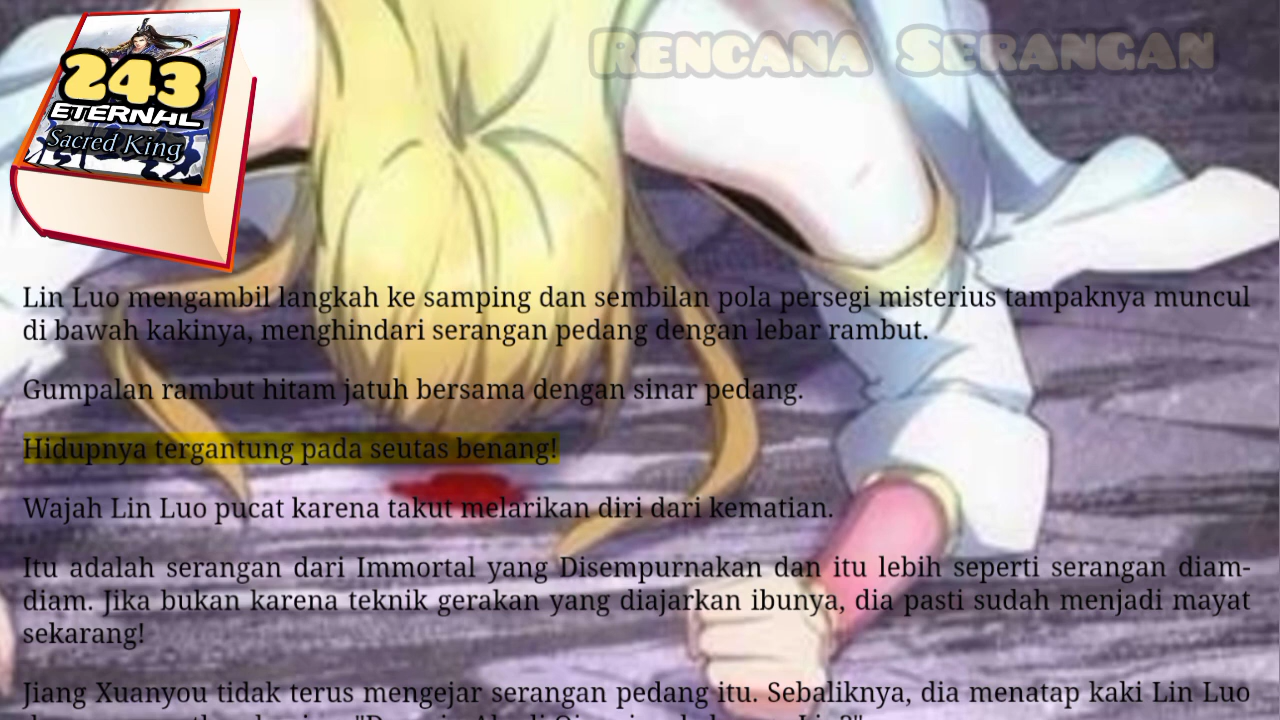 243
ETERNAL
Sacred King
Rencana Serangan
Lin Luo mengambil langkah ke samping dan sembilan pola persegi misterius tampaknya muncul
di bawah kakinya, menghindari serangan pedang dengan lebar rambut.
Gumpalan rambut hitam jatuh bersama dengan sinar pedang.
Hidupnya tergantung pada seutas benang!
Wajah Lin Luo pucat karena takut melarikan diri dari kematian.
Itu adalah serangan dari Immortal yang Disempurnakan dan itu lebih seperti serangan diam-
diam. Jika bukan karena teknik gerakan yang diajarkan ibunya, dia pasti sudah menjadi mayat
sekarang!
Jiang Xuanyou tidak terus mengejar serangan pedang itu. Sebaliknya, dia menatap kaki Lin Luo